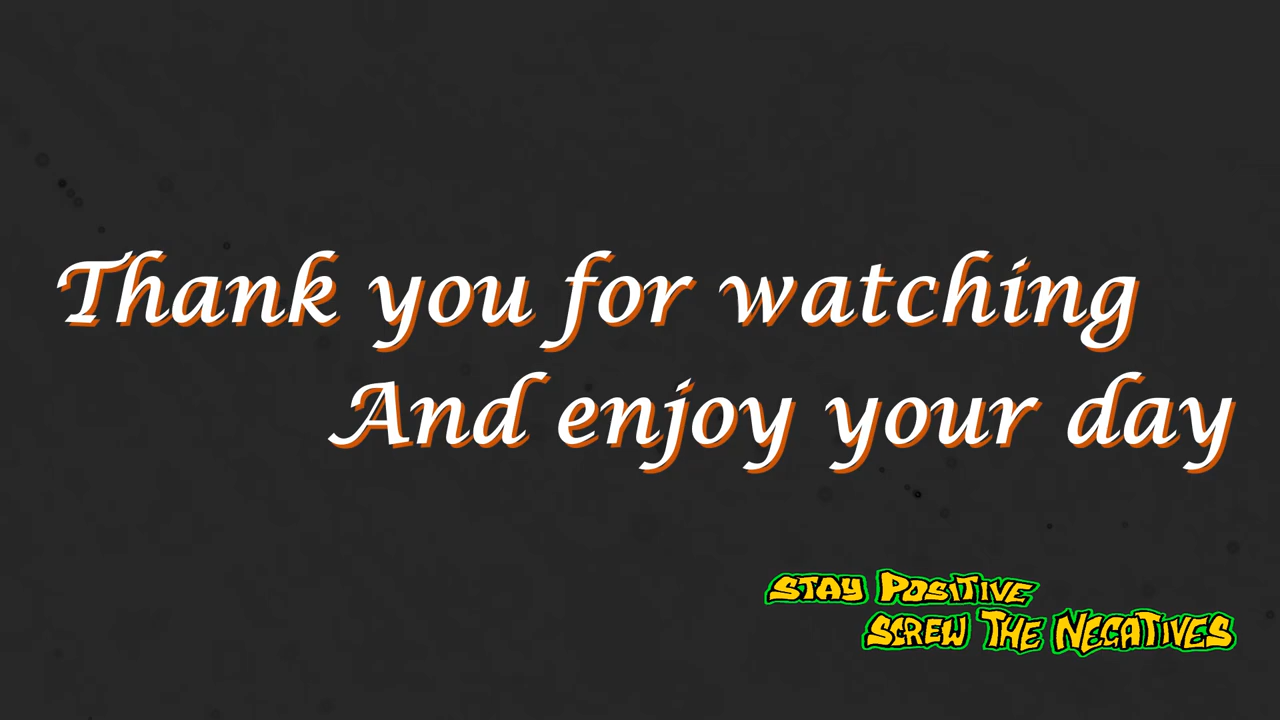 Thank you for watching
And enjoy your day
STAY POSITIVE
SCREW THE NEGATIVES